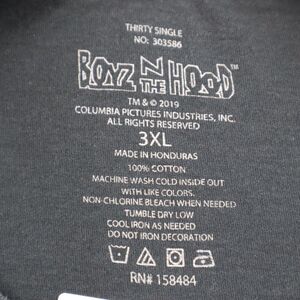 THIRTY SINGLE
NO: 303586
BOYZ N THE HOOD™
TM & © 2019
COLUMBIA PICTURES INDUSTRIES, INC.
ALL RIGHTS RESERVED
3XL
MADE IN HONDURAS
100% COTTON
MACHINE WASH COLD INSIDE OUT
WITH LIKE COLORS.
NON-CHLORINE BLEACH WHEN NEEDED
TUMBLE DRY LOW
COOL IRON AS NEEDED
DO NOT IRON DECORATION
RN# 158484